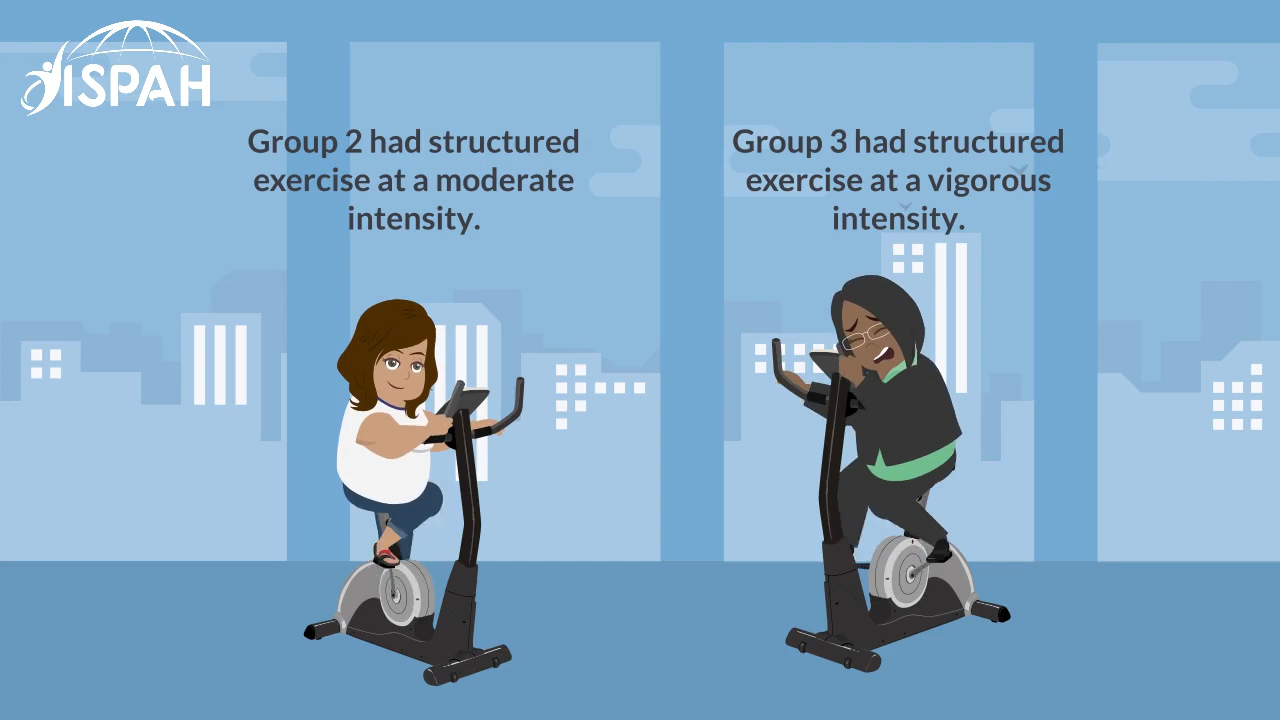 ISPAH
Group 2 had structured
exercise at a moderate
intensity.
Group 3 had structured
exercise at a vigorous
intensity.